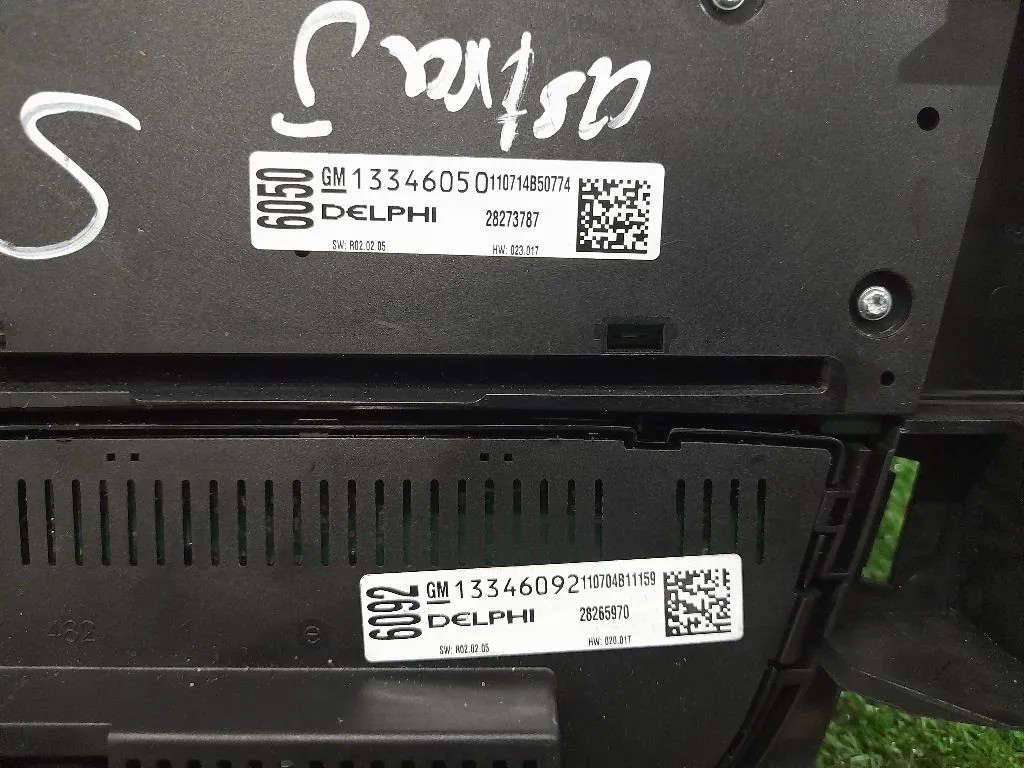 astra J
S
6050
GM 13346050 110714B50774
DELPHI 28273787
SW: R02.02.05 HW: 023.017
6092
GM 13346092 110704B11159
DELPHI 28265970
SW: R02.02.05 HW: 020.017
482